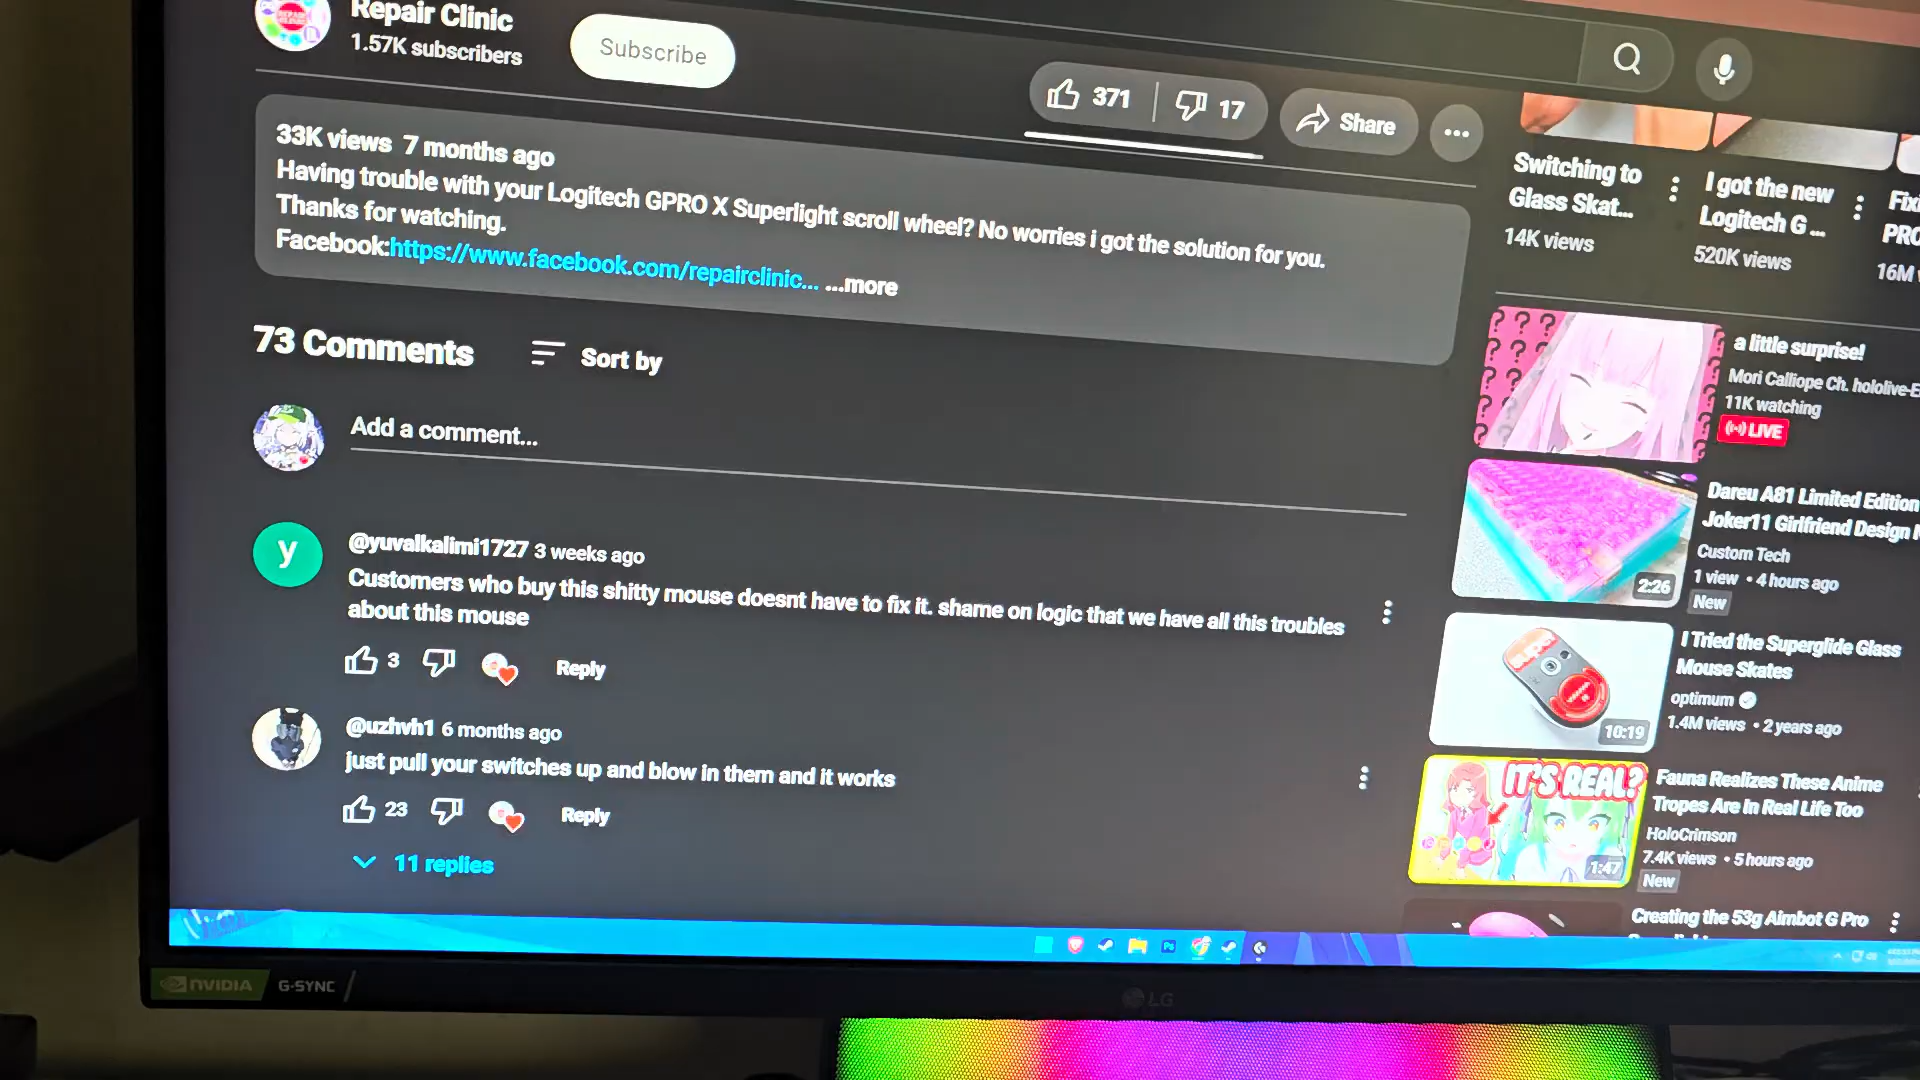 Repair Clinic
1.57K subscribers
Subscribe
371
17
Share
33K views 7 months ago
Having trouble with your Logitech GPRO X Superlight scroll wheel? No worries i got the solution for you.
Thanks for watching.
Facebook:https://www.facebook.com/repairclinic... ...more
73 Comments
Sort by
Add a comment...
y
@yuvalkalimi1727 3 weeks ago
Customers who buy this shitty mouse doesnt have to fix it. shame on logic that we have all this troubles
about this mouse
3
Reply
@uzhvh1 6 months ago
just pull your switches up and blow in them and it works
23
Reply
11 replies
Switching to
Glass Skat...
14K views
I got the new
Logitech G ...
520K views
Fixi
PRO
16M v
? ? ?
a little surprise!
Mori Calliope Ch. hololive-E
11K watching
LIVE
2:26
Dareu A81 Limited Edition
Joker11 Girlfriend Design
Custom Tech
1 view • 4 hours ago
New
10:19
I Tried the Superglide Glass
Mouse Skates
optimum
1.4M views • 2 years ago
IT'S REAL?
1:47
Fauna Realizes These Anime
Tropes Are In Real Life Too
HoloCrimson
7.4K views • 5 hours ago
New
Creating the 53g Aimbot G Pro
Ps
NVIDIA G-SYNC
LG